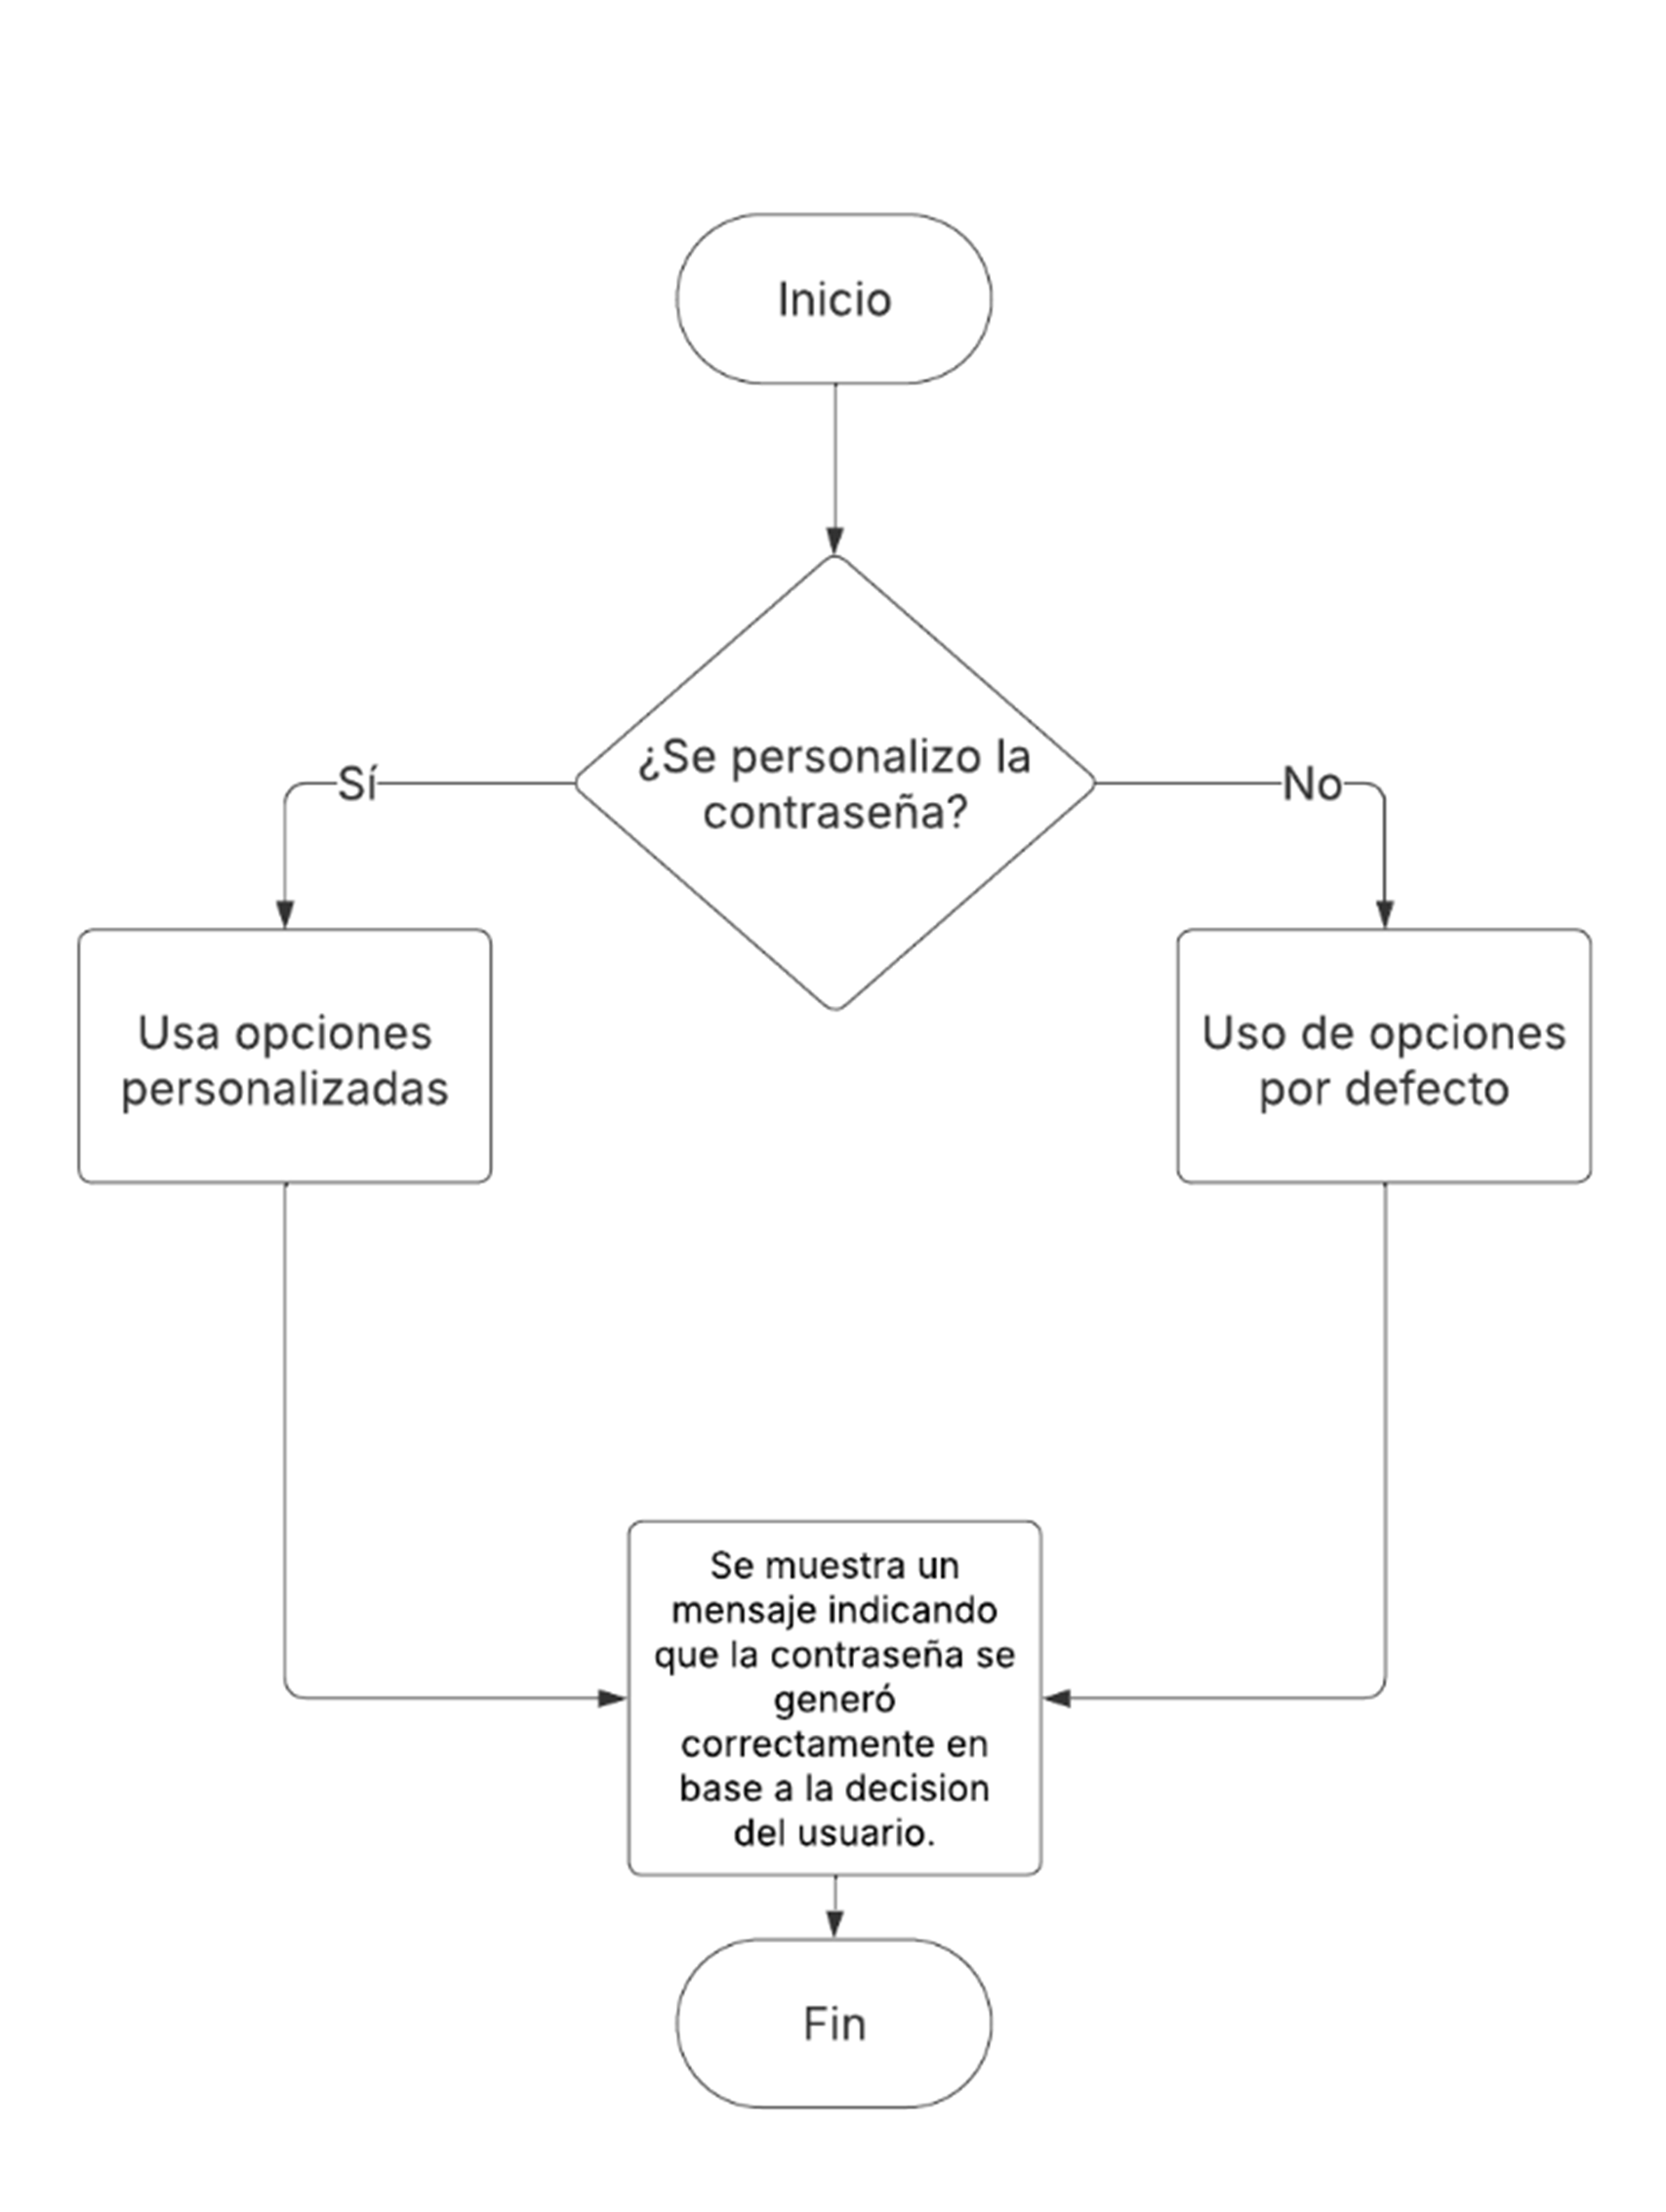 Inicio
¿Se personalizo la
contraseña?
Sí
No
Usa opciones
personalizadas
Uso de opciones
por defecto
Se muestra un
mensaje indicando
que la contraseña se
generó
correctamente en
base a la decision
del usuario.
Fin